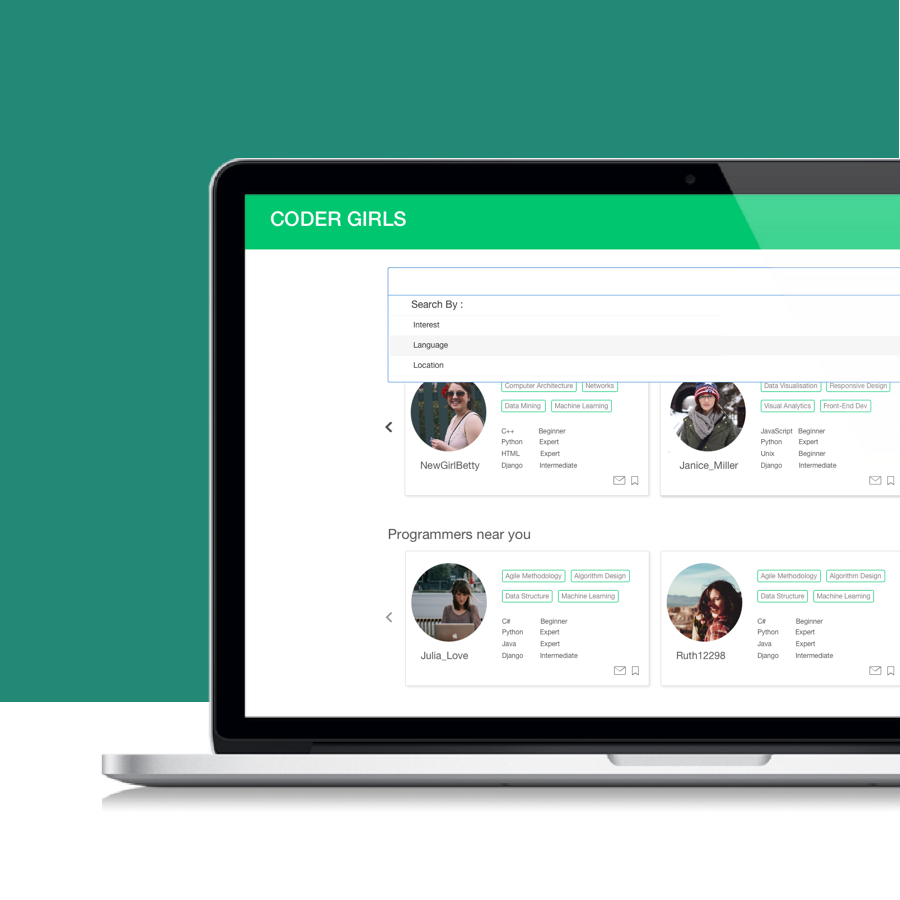 CODER GIRLS
Search By :
Interest
Language
Location
Computer Architecture Networks
Data Mining Machine Learning
C++ Beginner
Python Expert
HTML Expert
Django Intermediate
NewGirlBetty
Data Visualisation Responsive Design
Visual Analytics Front-End Dev
JavaScript Beginner
Python Expert
Unix Beginner
Django Intermediate
Janice_Miller
Programmers near you
Agile Methodology Algorithm Design
Data Structure Machine Learning
C# Beginner
Python Expert
Java Expert
Django Intermediate
Julia_Love
Agile Methodology Algorithm Design
Data Structure Machine Learning
C# Beginner
Python Expert
Java Expert
Django Intermediate
Ruth12298